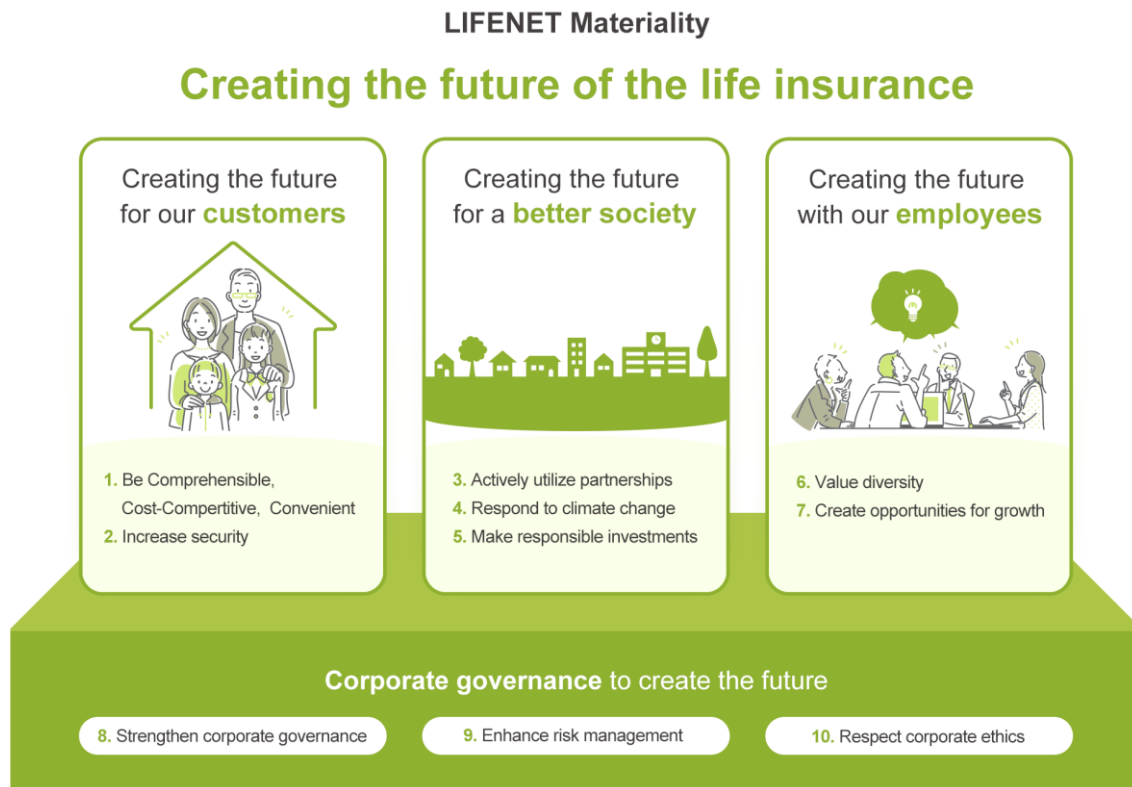 LIFENET Materiality
Creating the future of the life insurance
Creating the future
for our customers
1. Be Comprehensible,
Cost-Compertitive, Convenient
2. Increase security
Creating the future
for a better society
3. Actively utilize partnerships
4. Respond to climate change
5. Make responsible investments
Creating the future
with our employees
6. Value diversity
7. Create opportunities for growth
Corporate governance to create the future
8. Strengthen corporate governance
9. Enhance risk management
10. Respect corporate ethics